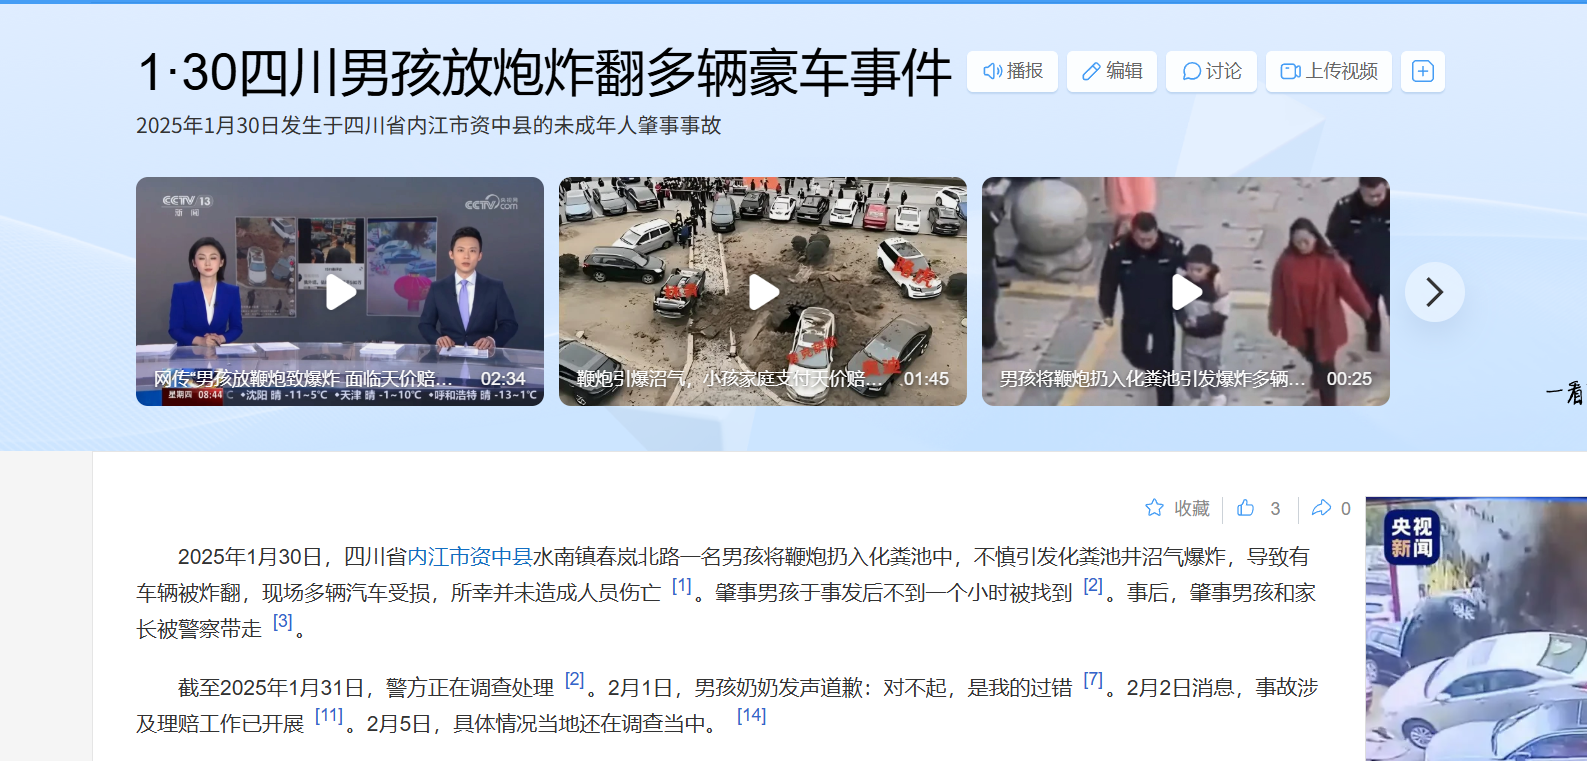 1·30四川男孩放炮炸翻多辆豪车事件
播报
编辑
讨论
上传视频
2025年1月30日发生于四川省内江市资中县的未成年人肇事事故
CCTV 13
新闻
央视网
CCTV.com
网传“男孩放鞭炮致爆炸 面临天价赔... 02:34
星期四 08:44 °C •沈阳 晴 -11~5°C •天津 晴 -1~10°C •呼和浩特 晴 -13~1°C
鞭炮引爆沼气，小孩家庭支付天价赔... 01:45
男孩将鞭炮扔入化粪池引发爆炸多辆... 00:25
一看
收藏 3 0
央视
新闻
2025年1月30日，四川省内江市资中县水南镇春岚北路一名男孩将鞭炮扔入化粪池中，不慎引发化粪池井沼气爆炸，导致有
车辆被炸翻，现场多辆汽车受损，所幸并未造成人员伤亡 [1]。肇事男孩于事发后不到一个小时被找到 [2]。事后，肇事男孩和家
长被警察带走 [3]。
截至2025年1月31日，警方正在调查处理 [2]。2月1日，男孩奶奶发声道歉：对不起，是我的过错 [7]。2月2日消息，事故涉
及理赔工作已开展 [11]。2月5日，具体情况当地还在调查当中。 [14]